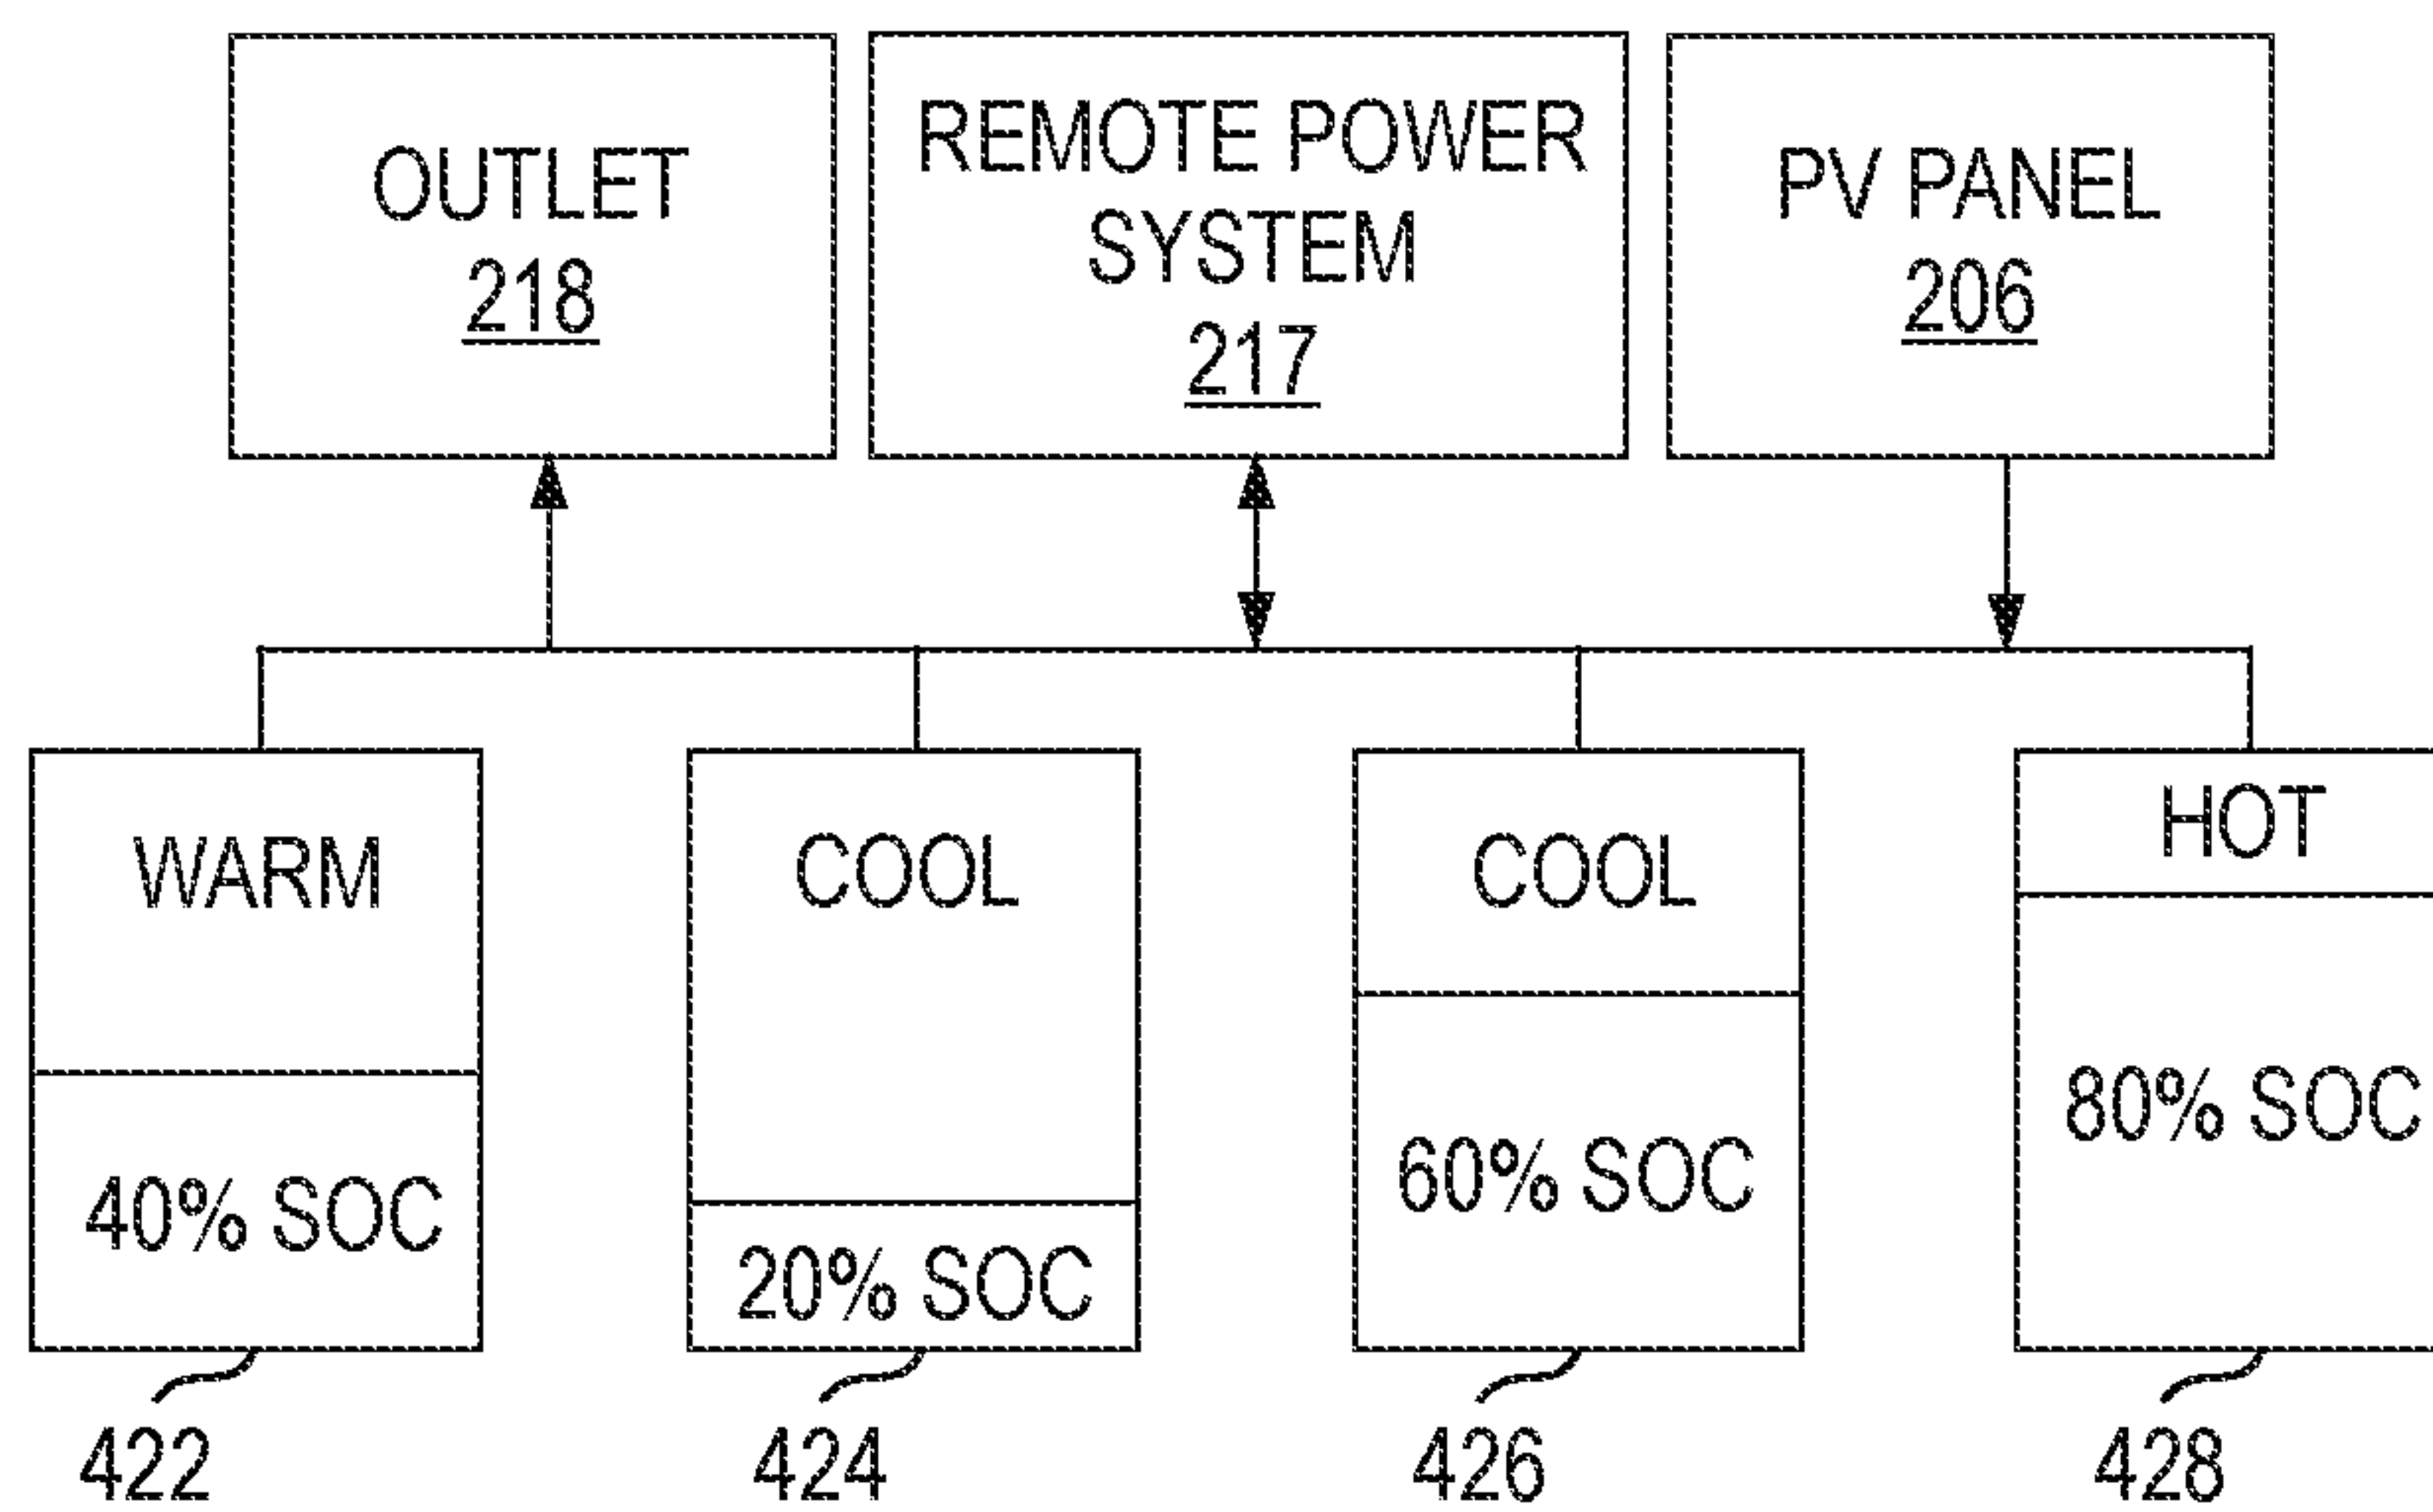 OUTLET
218
REMOTE POWER
SYSTEM
217
PV PANEL
206
WARM
40% SOC
COOL
20% SOC
COOL
60% SOC
HOT
80% SOC
422
424
426
428